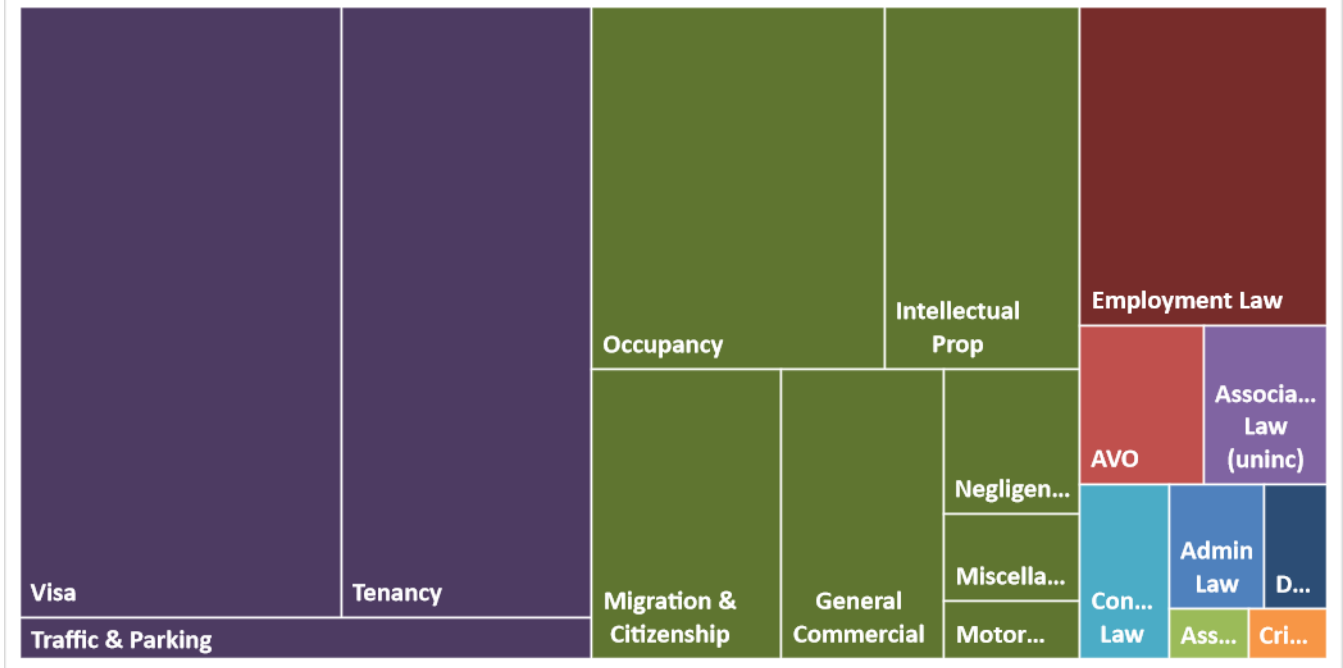 Visa
Tenancy
Traffic & Parking
Occupancy
Intellectual
Prop
Migration &
Citizenship
General
Commercial
Negligen...
Miscella...
Motor...
Employment Law
AVO
Associa...
Law
(uninc)
Con...
Law
Admin
Law
D...
Ass...
Cri...